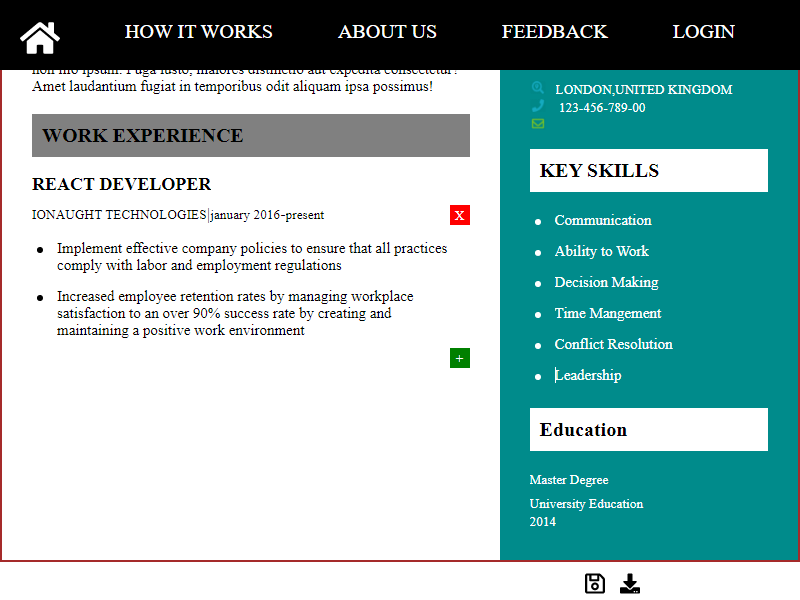 HOW IT WORKS
ABOUT US
FEEDBACK
LOGIN
Amet laudantium fugiat in temporibus odit aliquam ipsa possimus!
WORK EXPERIENCE
REACT DEVELOPER
IONAUGHT TECHNOLOGIES|january 2016-present
X
Implement effective company policies to ensure that all practices
comply with labor and employment regulations
Increased employee retention rates by managing workplace
satisfaction to an over 90% success rate by creating and
maintaining a positive work environment
+
LONDON,UNITED KINGDOM
123-456-789-00
KEY SKILLS
Communication
Ability to Work
Decision Making
Time Mangement
Conflict Resolution
Leadership
Education
Master Degree
University Education
2014